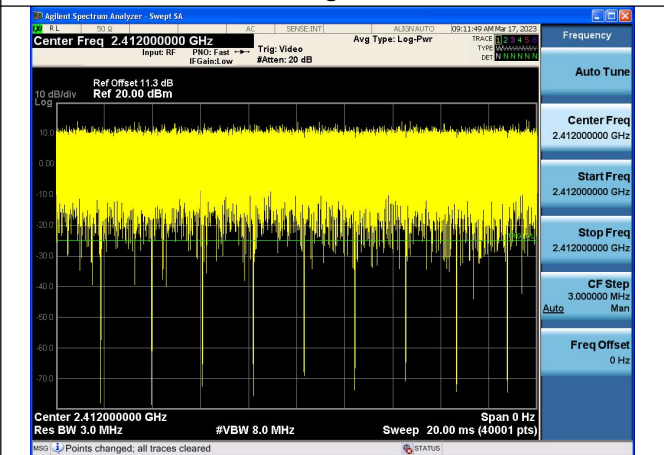 Agilent Spectrum Analyzer - Swept SA
RL 50 Ω AC SENSE:INT ALIGN AUTO 09:11:49 AM Mar 17, 2023
Center Freq 2.412000000 GHz Avg Type: Log-Pwr TRACE 1 2 3 4 5 6
Input: RF PNO: Fast Trig: Video TYPE
IFGain:Low #Atten: 20 dB DET N N N N N N
Ref Offset 11.3 dB
10 dB/div Ref 20.00 dBm
Log
10.0
0.00
-10.0
-20.0
-30.0
-40.0
-50.0
-60.0
-70.0
Center 2.412000000 GHz Span 0 Hz
Res BW 3.0 MHz #VBW 8.0 MHz Sweep 20.00 ms (40001 pts)
MSG Points changed; all traces cleared STATUS
Frequency
Auto Tune
Center Freq
2.412000000 GHz
Start Freq
2.412000000 GHz
Stop Freq
2.412000000 GHz
CF Step
3.000000 MHz
Auto Man
Freq Offset
0 Hz